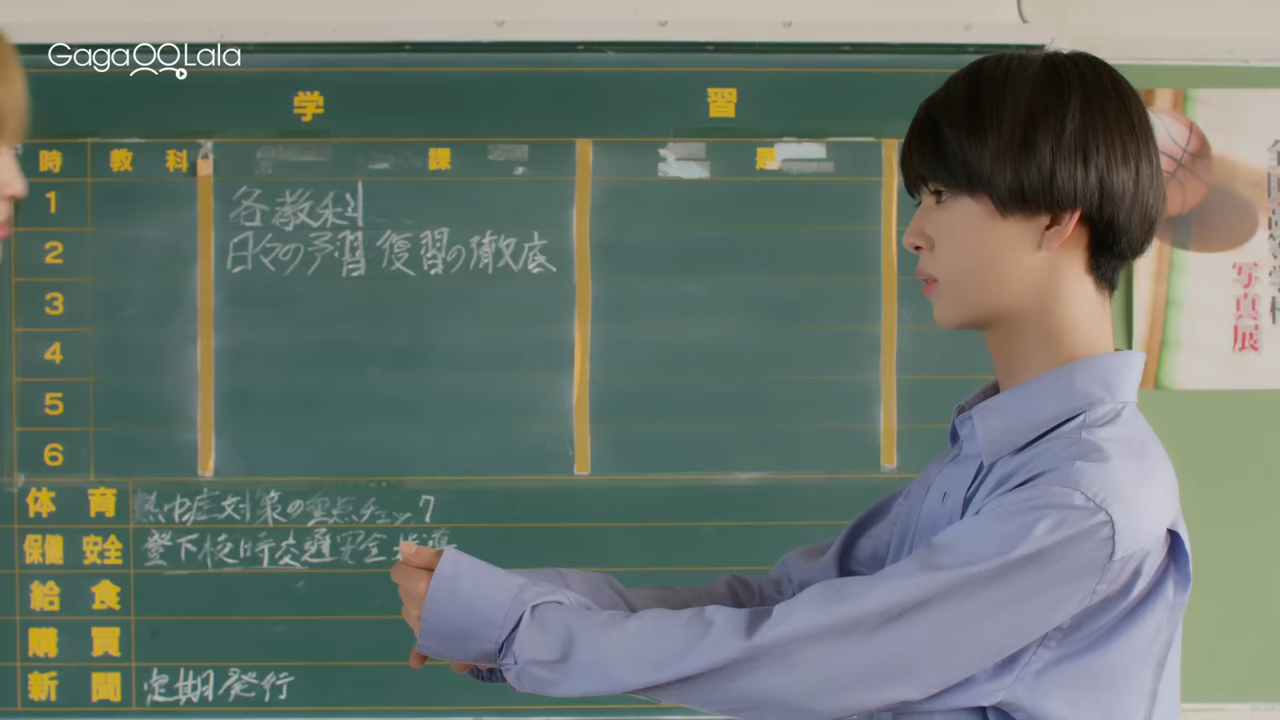 GagaOOLala
学 習
時 教 科 課 題
1 各教科
2 日々の予習 復習の徹底
3
4
5
6
体 育 熱中症対策の重点チェック
保健 安全 登下校時交通安全指導
給 食
購 買
新 聞 定期発行
写真展